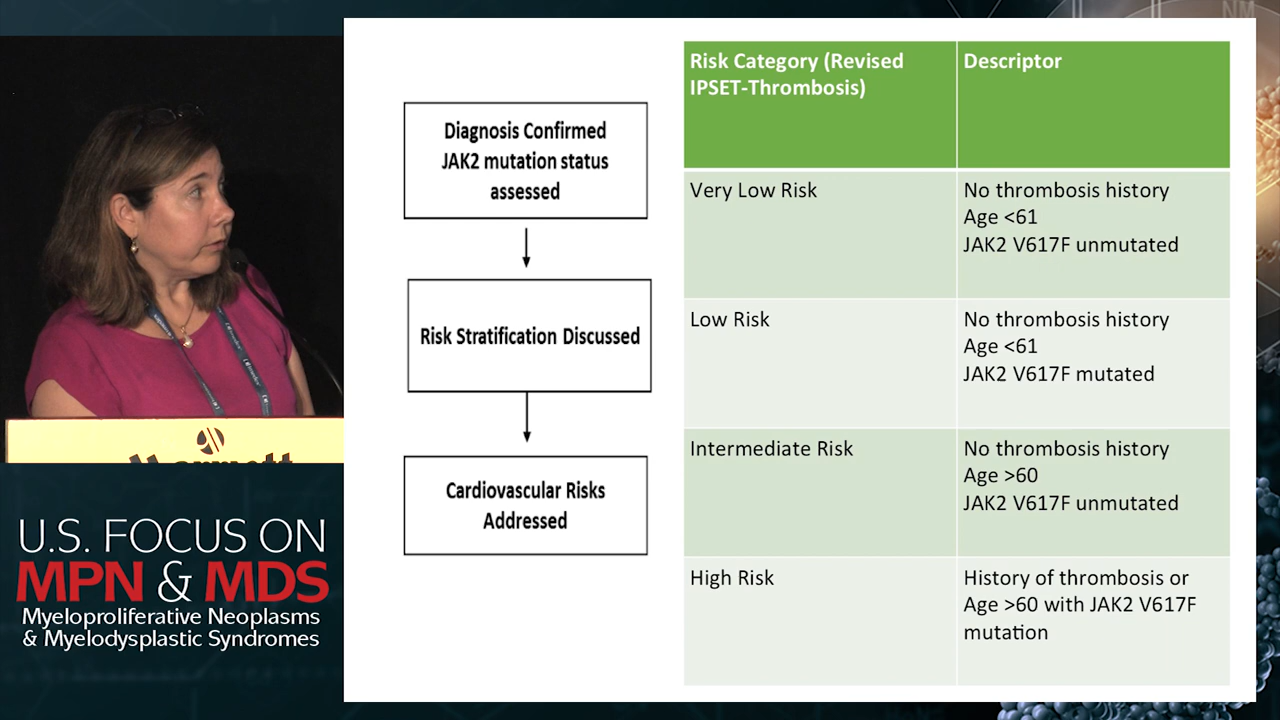 Diagnosis Confirmed
JAK2 mutation status
assessed
Risk Stratification Discussed
Cardiovascular Risks
Addressed
Risk Category (Revised
IPSET-Thrombosis)
Descriptor
Very Low Risk
No thrombosis history
Age <61
JAK2 V617F unmutated
Low Risk
No thrombosis history
Age <61
JAK2 V617F mutated
Intermediate Risk
No thrombosis history
Age >60
JAK2 V617F unmutated
High Risk
History of thrombosis or
Age >60 with JAK2 V617F
mutation
U.S. FOCUS ON
MPN & MDS
Myeloproliferative Neoplasms
& Myelodysplastic Syndromes
NM